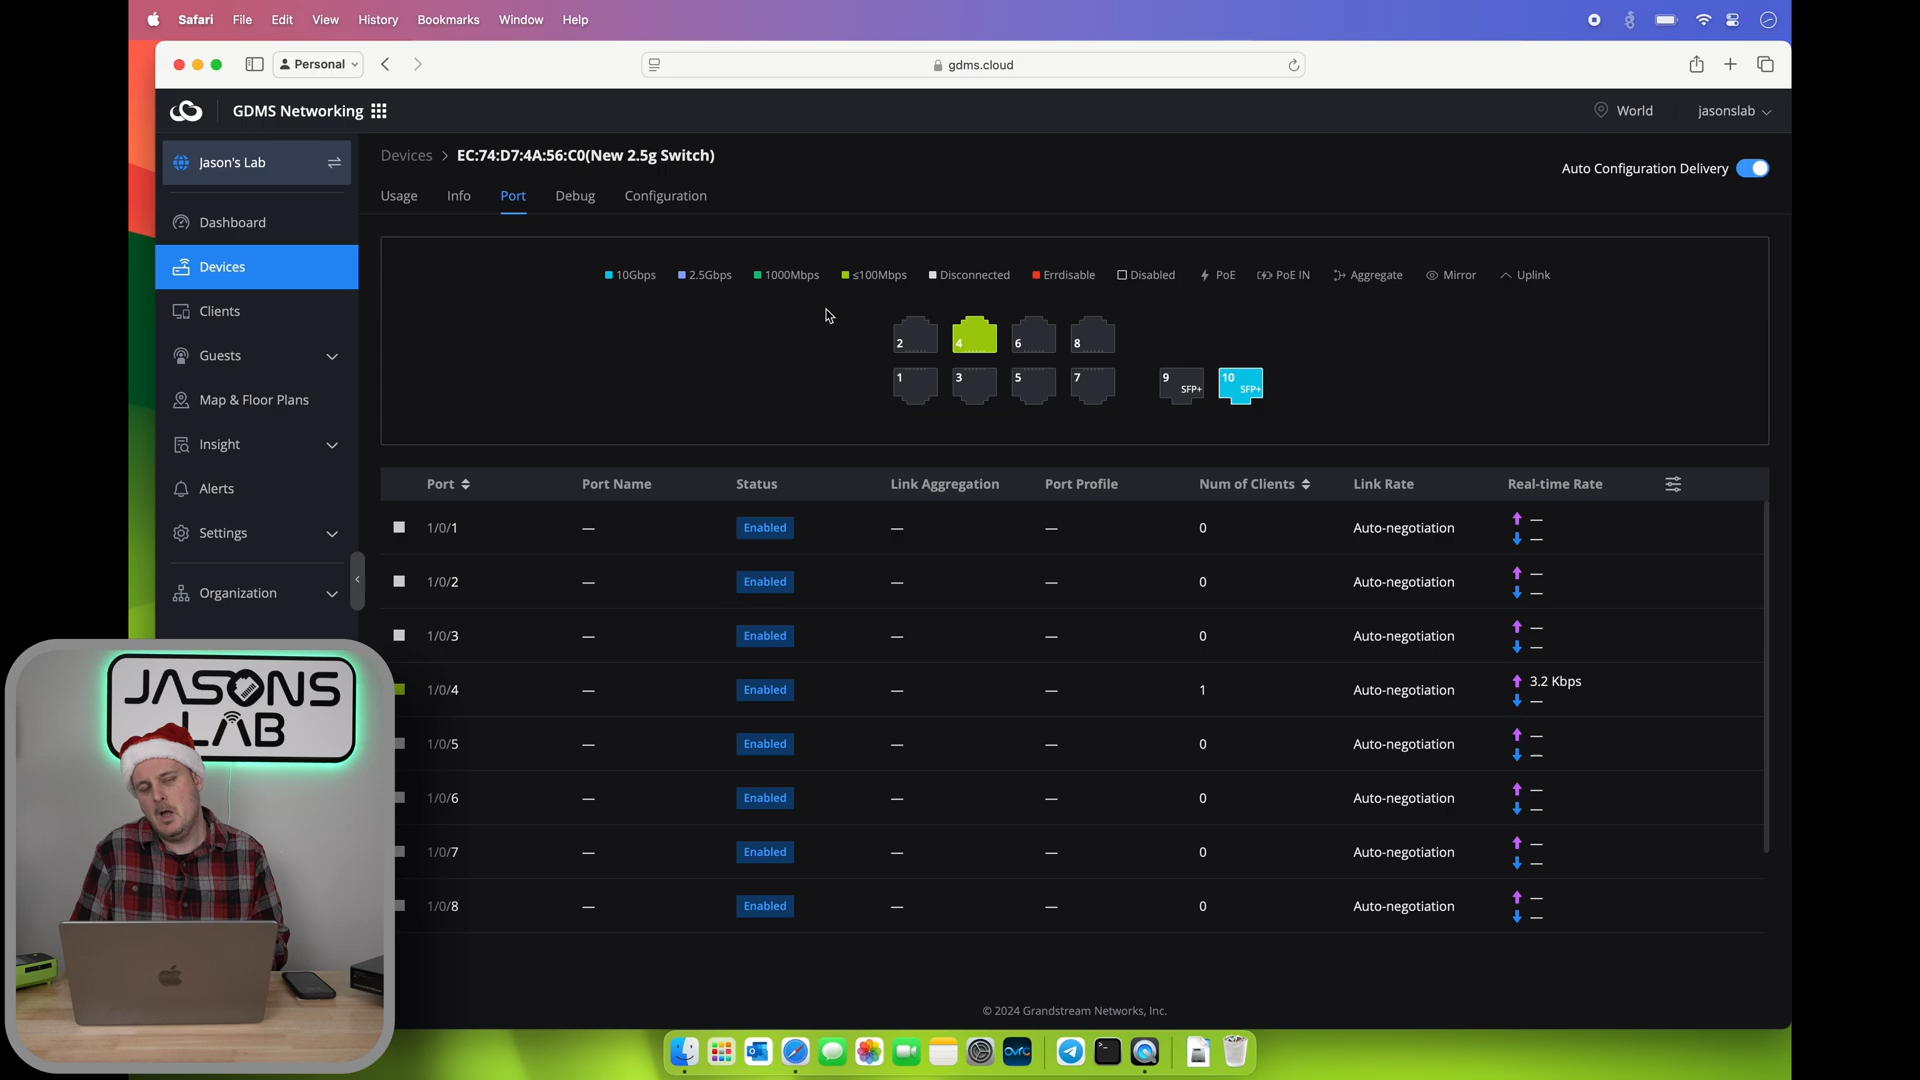 Safari File Edit View History Bookmarks Window Help
Personal
gdms.cloud
GDMS Networking
World
jasonslab
Jason's Lab
Devices > EC:74:D7:4A:56:C0(New 2.5g Switch)
Auto Configuration Delivery
Usage Info Port Debug Configuration
Dashboard
Devices
Clients
Guests
Map & Floor Plans
Insight
Alerts
Settings
Organization
10Gbps 2.5Gbps 1000Mbps ≤100Mbps Disconnected Errdisable Disabled PoE PoE IN Aggregate Mirror Uplink
2 4 6 8
1 3 5 7 9 SFP+ 10 SFP+
Port Port Name Status Link Aggregation Port Profile Num of Clients Link Rate Real-time Rate
1/0/1 — Enabled — — 0 Auto-negotiation —
—
1/0/2 — Enabled — — 0 Auto-negotiation —
—
1/0/3 — Enabled — — 0 Auto-negotiation —
—
1/0/4 — Enabled — — 1 Auto-negotiation 3.2 Kbps
—
1/0/5 — Enabled — — 0 Auto-negotiation —
—
1/0/6 — Enabled — — 0 Auto-negotiation —
—
1/0/7 — Enabled — — 0 Auto-negotiation —
—
1/0/8 — Enabled — — 0 Auto-negotiation —
—
© 2024 Grandstream Networks, Inc.
JASONS
LAB
ovrc